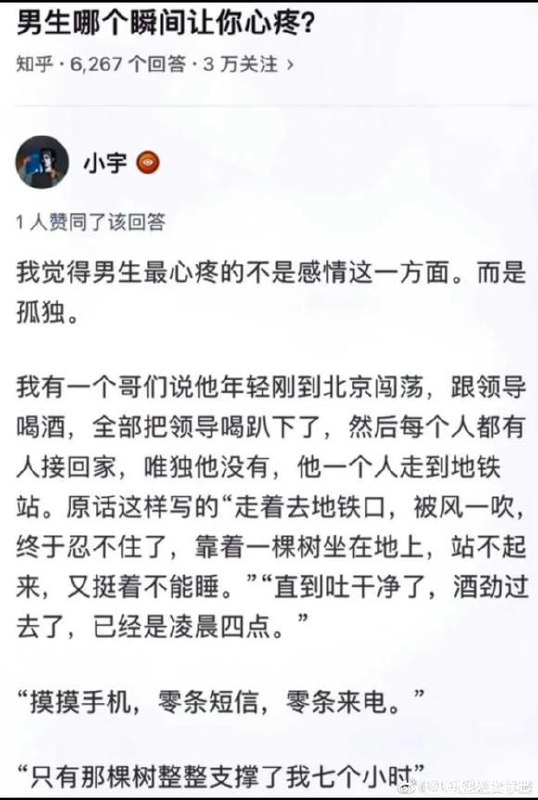 男生哪个瞬间让你心疼?
知乎 · 6,267 个回答 · 3 万关注 >
小宇
1 人赞同了该回答
我觉得男生最心疼的不是感情这一方面。而是
孤独。
我有一个哥们说他年轻刚到北京闯荡，跟领导
喝酒，全部把领导喝趴下了，然后每个人都有
人接回家，唯独他没有，他一个人走到地铁
站。原话这样写的“走着去地铁口，被风一吹，
终于忍不住了，靠着一棵树坐在地上，站不起
来，又挺着不能睡。”“直到吐干净了，酒劲过
去了，已经是凌晨四点。”
“摸摸手机，零条短信，零条来电。”
“只有那棵树整整支撑了我七个小时”